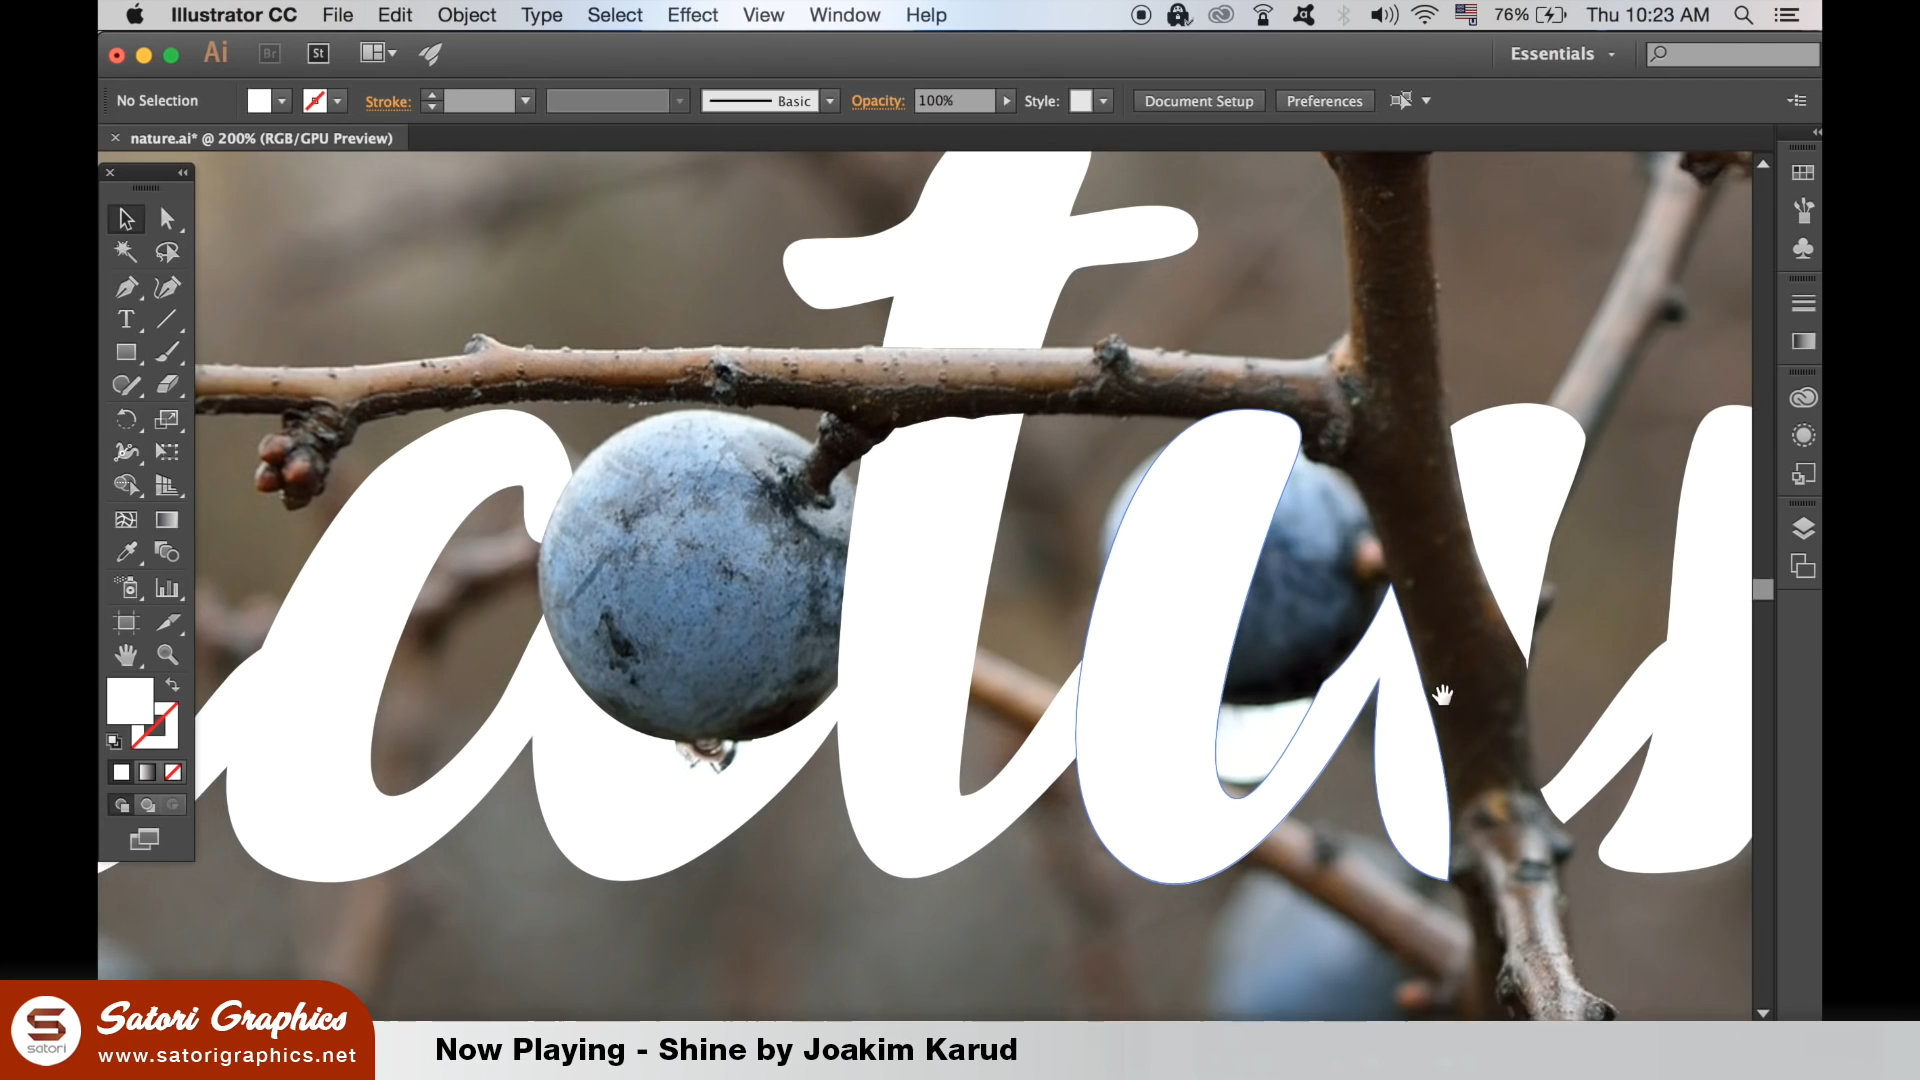 Illustrator CC File Edit Object Type Select Effect View Window Help 76% Thu 10:23 AM
Ai Br St Essentials
No Selection Stroke: Basic Opacity: 100% Style: Document Setup Preferences
× nature.ai* @ 200% (RGB/GPU Preview)
T
atus
Satori Graphics
satori
www.satorigraphics.net
Now Playing - Shine by Joakim Karud